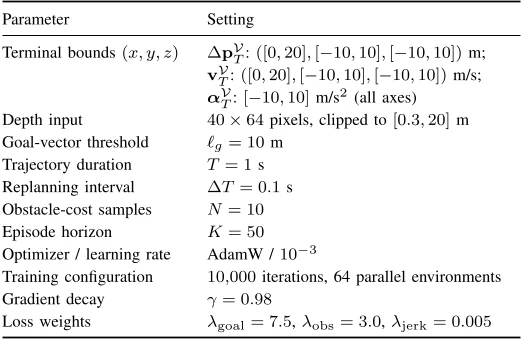 Parameter Setting
Terminal bounds (x, y, z) Δp_T^𝒱: ([0, 20], [−10, 10], [−10, 10]) m;
v_T^𝒱: ([0, 20], [−10, 10], [−10, 10]) m/s;
α_T^𝒱: [−10, 10] m/s² (all axes)
Depth input 40 × 64 pixels, clipped to [0.3, 20] m
Goal-vector threshold ℓ_g = 10 m
Trajectory duration T = 1 s
Replanning interval ΔT = 0.1 s
Obstacle-cost samples N = 10
Episode horizon K = 50
Optimizer / learning rate AdamW / 10⁻³
Training configuration 10,000 iterations, 64 parallel environments
Gradient decay γ = 0.98
Loss weights λ_goal = 7.5, λ_obs = 3.0, λ_jerk = 0.005